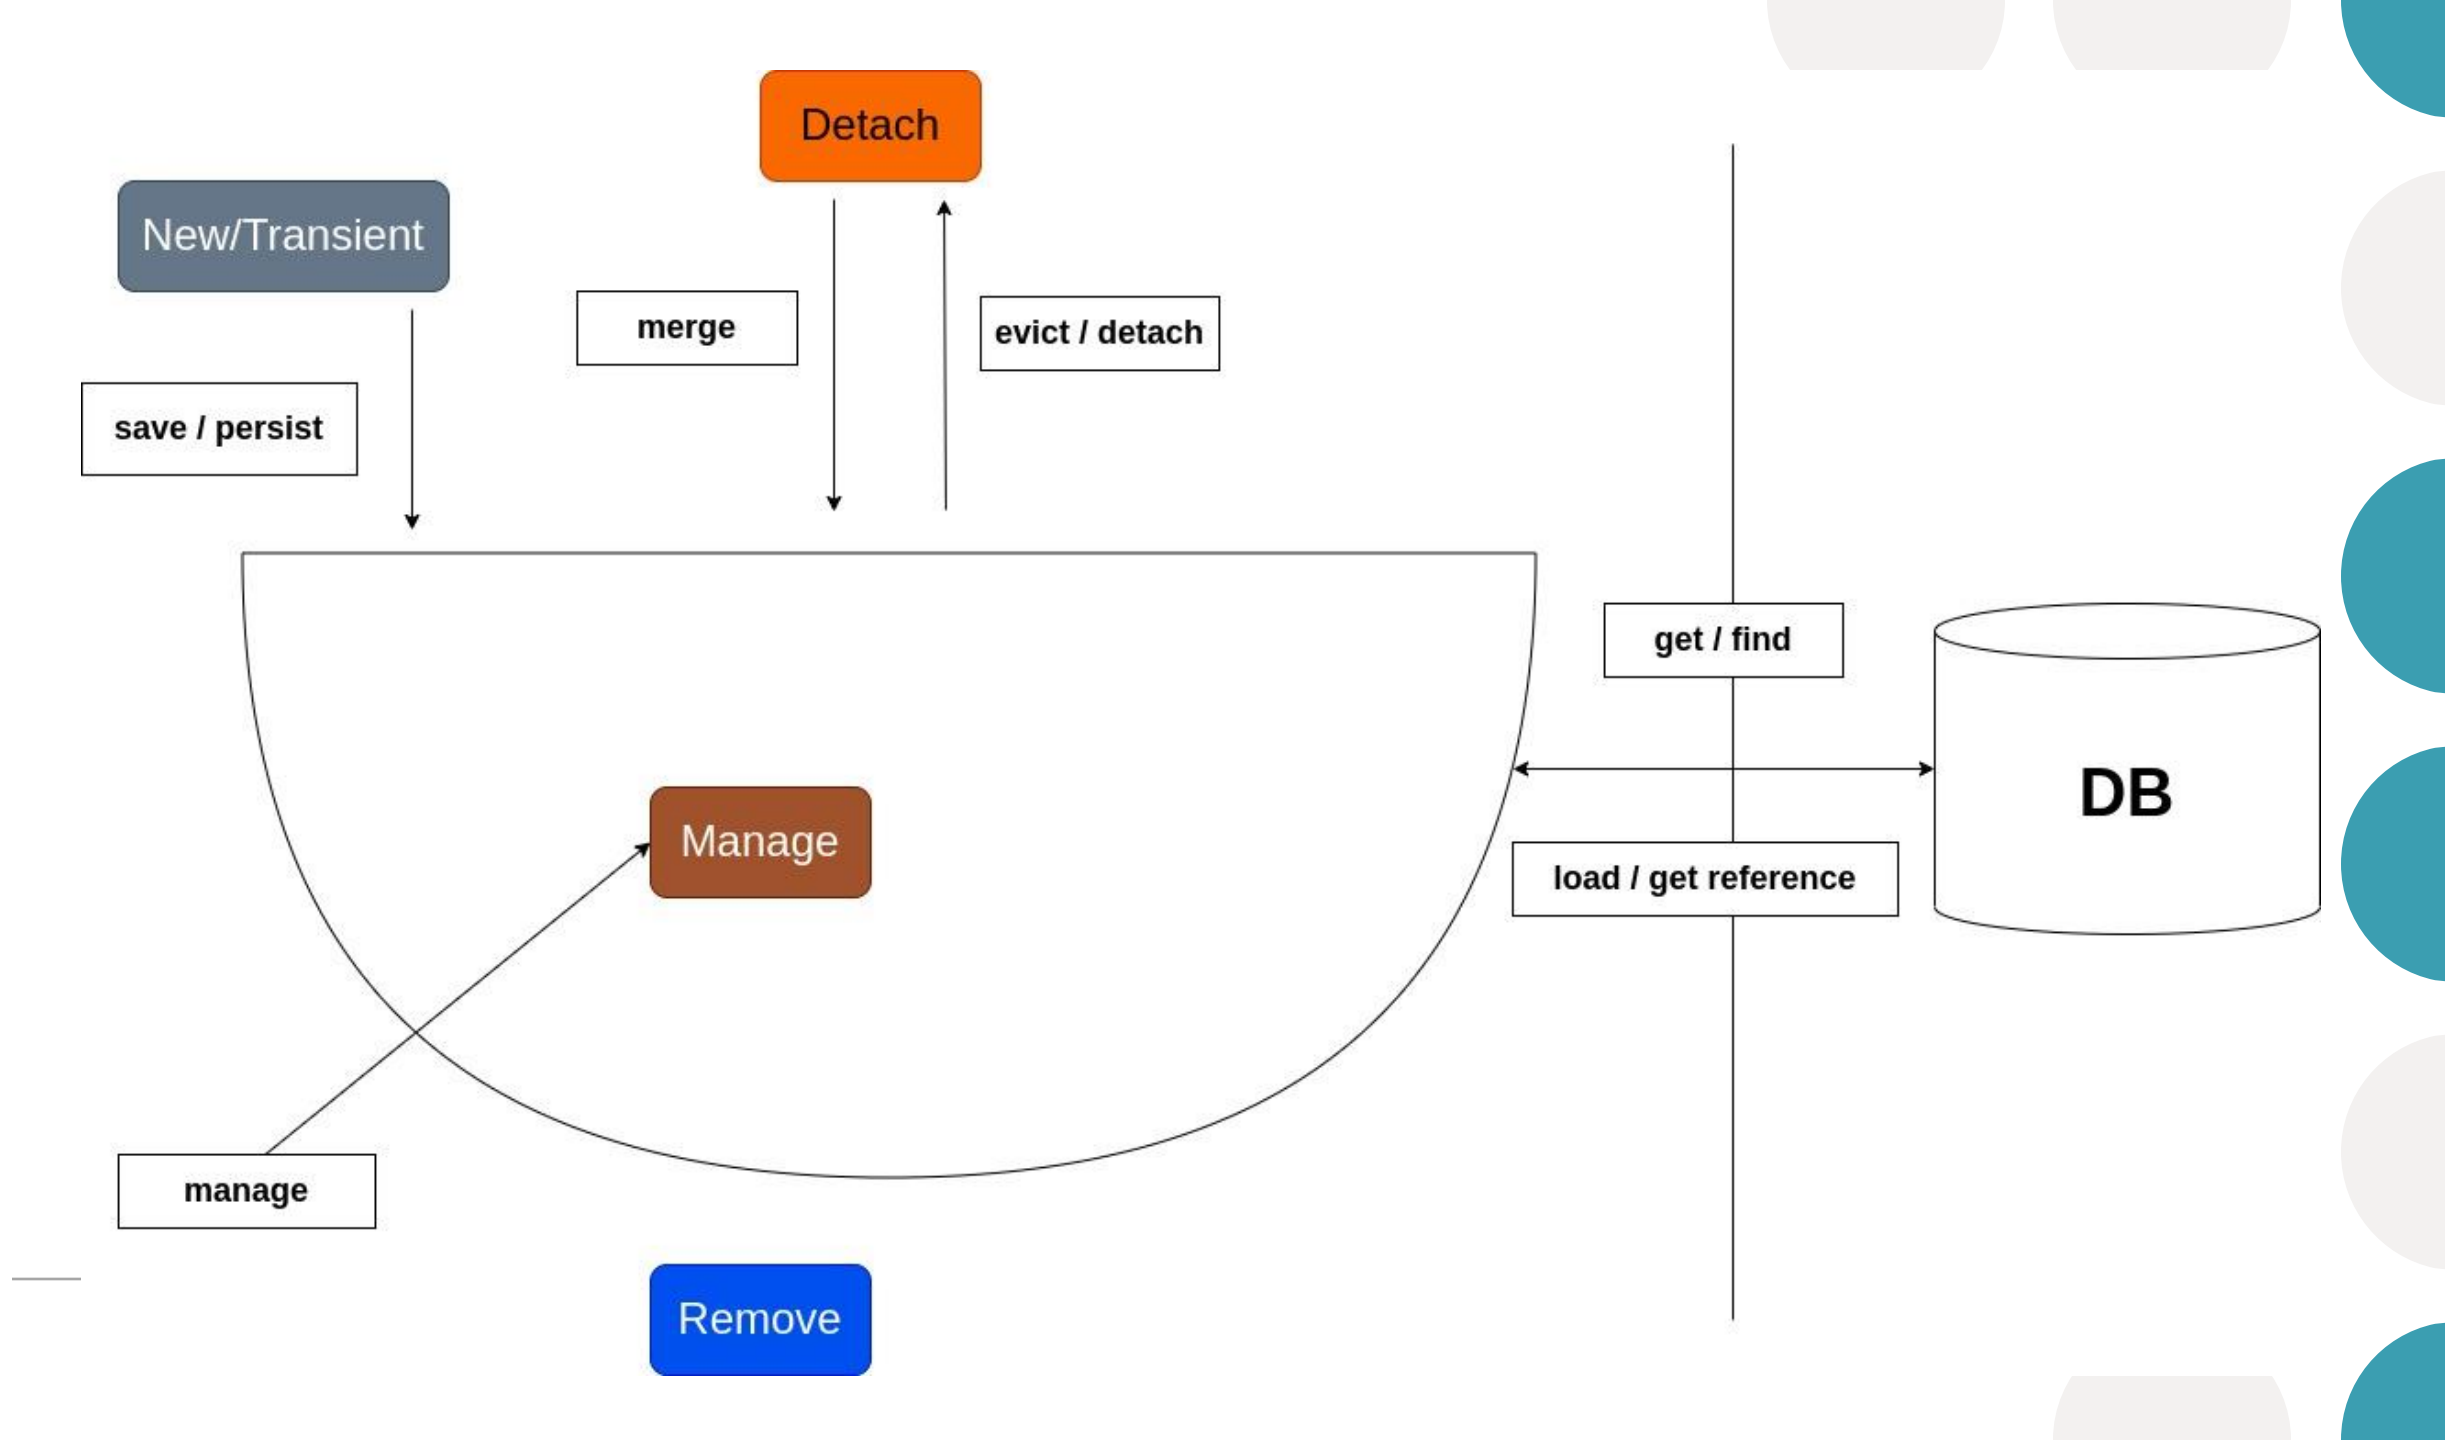 Detach
New/Transient
merge
evict / detach
save / persist
get / find
DB
Manage
load / get reference
manage
Remove